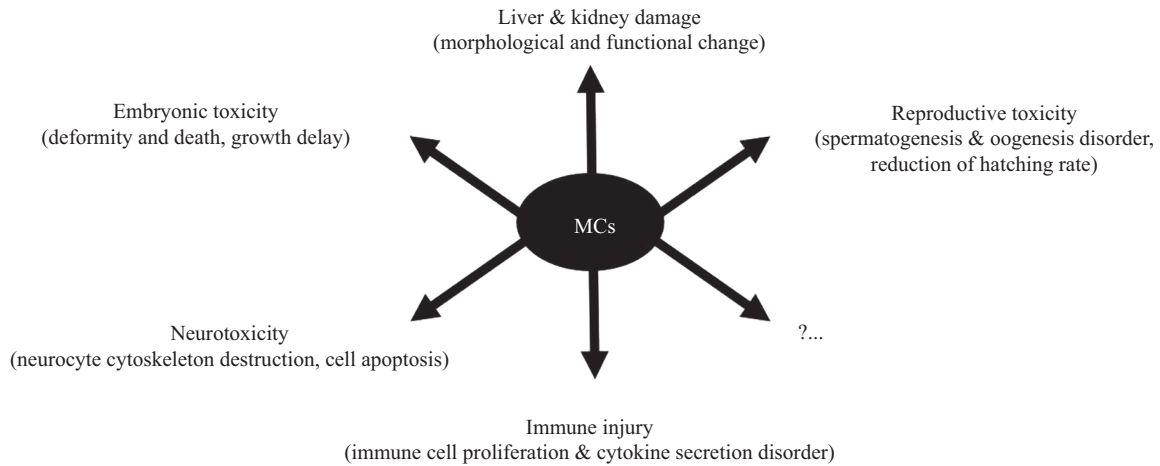 Liver & kidney damage
(morphological and functional change)
Embryonic toxicity
(deformity and death, growth delay)
Reproductive toxicity
(spermatogenesis & oogenesis disorder,
reduction of hatching rate)
MCs
Neurotoxicity
(neurocyte cytoskeleton destruction, cell apoptosis)
?...
Immune injury
(immune cell proliferation & cytokine secretion disorder)